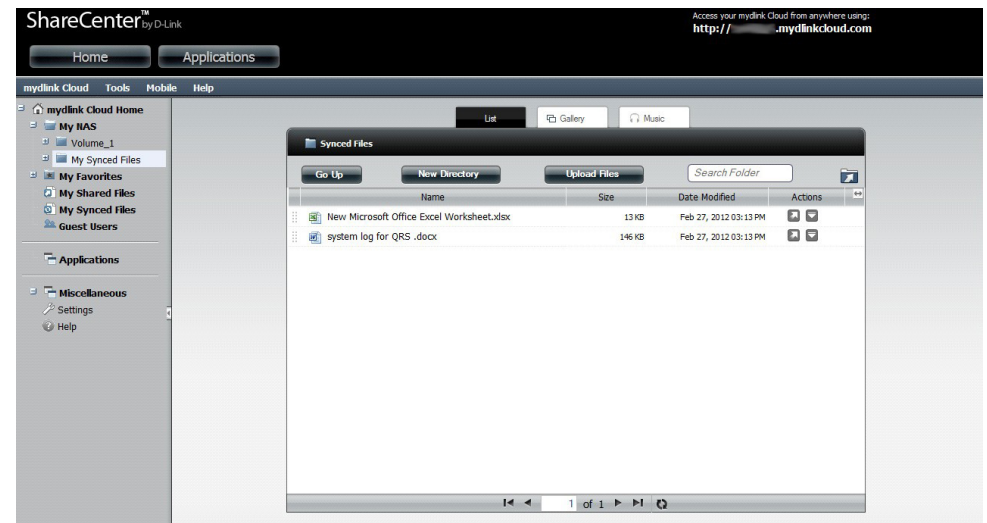 ShareCenter™ by D-Link
Access your mydlink Cloud from anywhere using:
http:// .mydlinkcloud.com
Home Applications
mydlink Cloud Tools Mobile Help
mydlink Cloud Home
My NAS
Volume_1
My Synced Files
My Favorites
My Shared Files
My Synced Files
Guest Users
Applications
Miscellaneous
Settings
Help
List Gallery Music
Synced Files
Go Up New Directory Upload Files Search Folder
Name Size Date Modified Actions
New Microsoft Office Excel Worksheet.xlsx 13 KB Feb 27, 2012 03:13 PM
system log for QRS .docx 146 KB Feb 27, 2012 03:13 PM
1 of 1